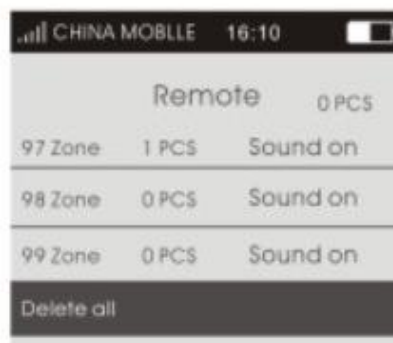 CHINA MOBLLE 16:10
Remote 0 PCS
97 Zone 1 PCS Sound on
98 Zone 0 PCS Sound on
99 Zone 0 PCS Sound on
Delete all